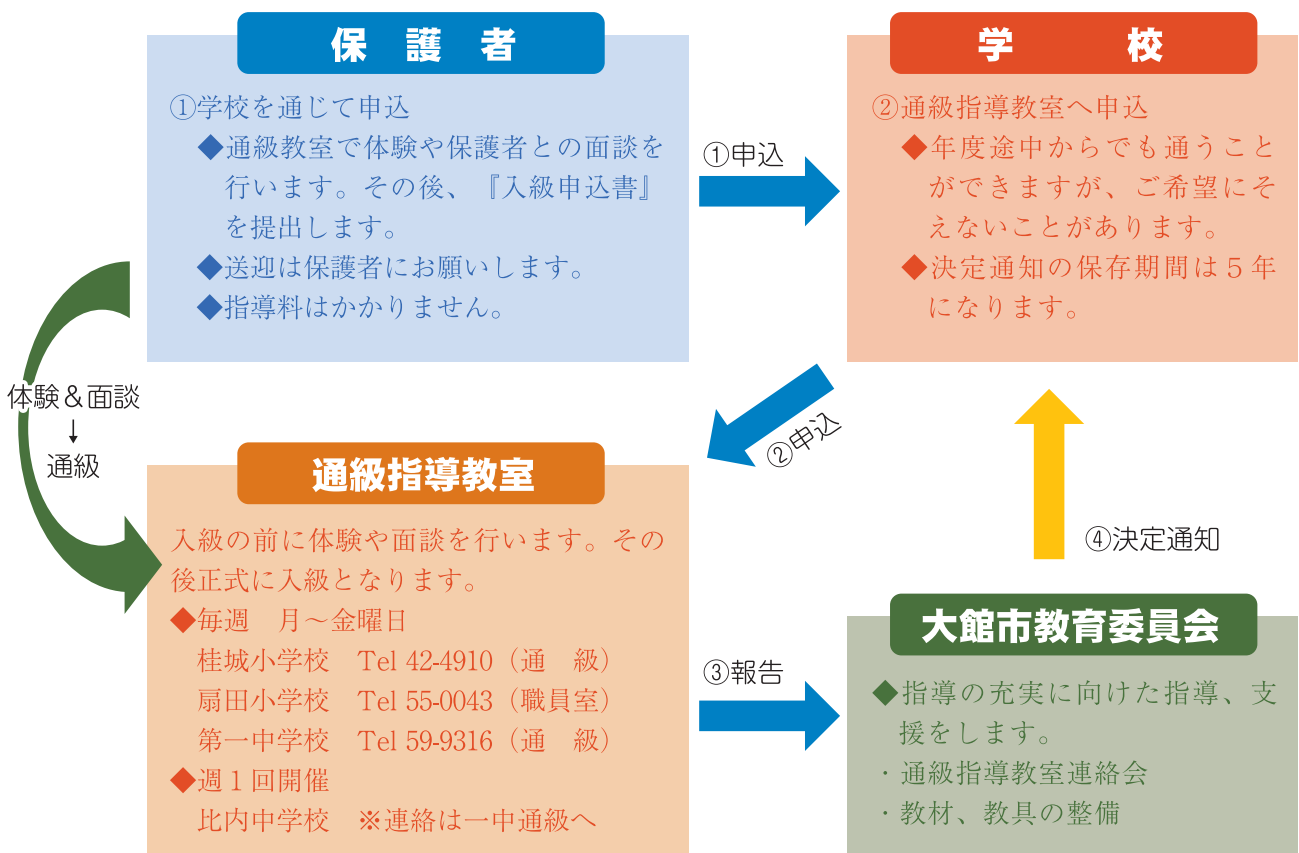 保　護　者
①学校を通じて申込
◆通級教室で体験や保護者との面談を
行います。その後、『入級申込書』
を提出します。
◆送迎は保護者にお願いします。
◆指導料はかかりません。
①申込
学　　校
②通級指導教室へ申込
◆年度途中からでも通うこと
ができますが、ご希望にそ
えないことがあります。
◆決定通知の保存期間は５年
になります。
体験＆面談
↓
通級
②申込
通級指導教室
入級の前に体験や面談を行います。その
後正式に入級となります。
◆毎週　月～金曜日
桂城小学校　Tel 42-4910（通　級）
扇田小学校　Tel 55-0043（職員室）
第一中学校　Tel 59-9316（通　級）
◆週１回開催
比内中学校　※連絡は一中通級へ
③報告
④決定通知
大館市教育委員会
◆指導の充実に向けた指導、支
援をします。
・通級指導教室連絡会
・教材、教具の整備